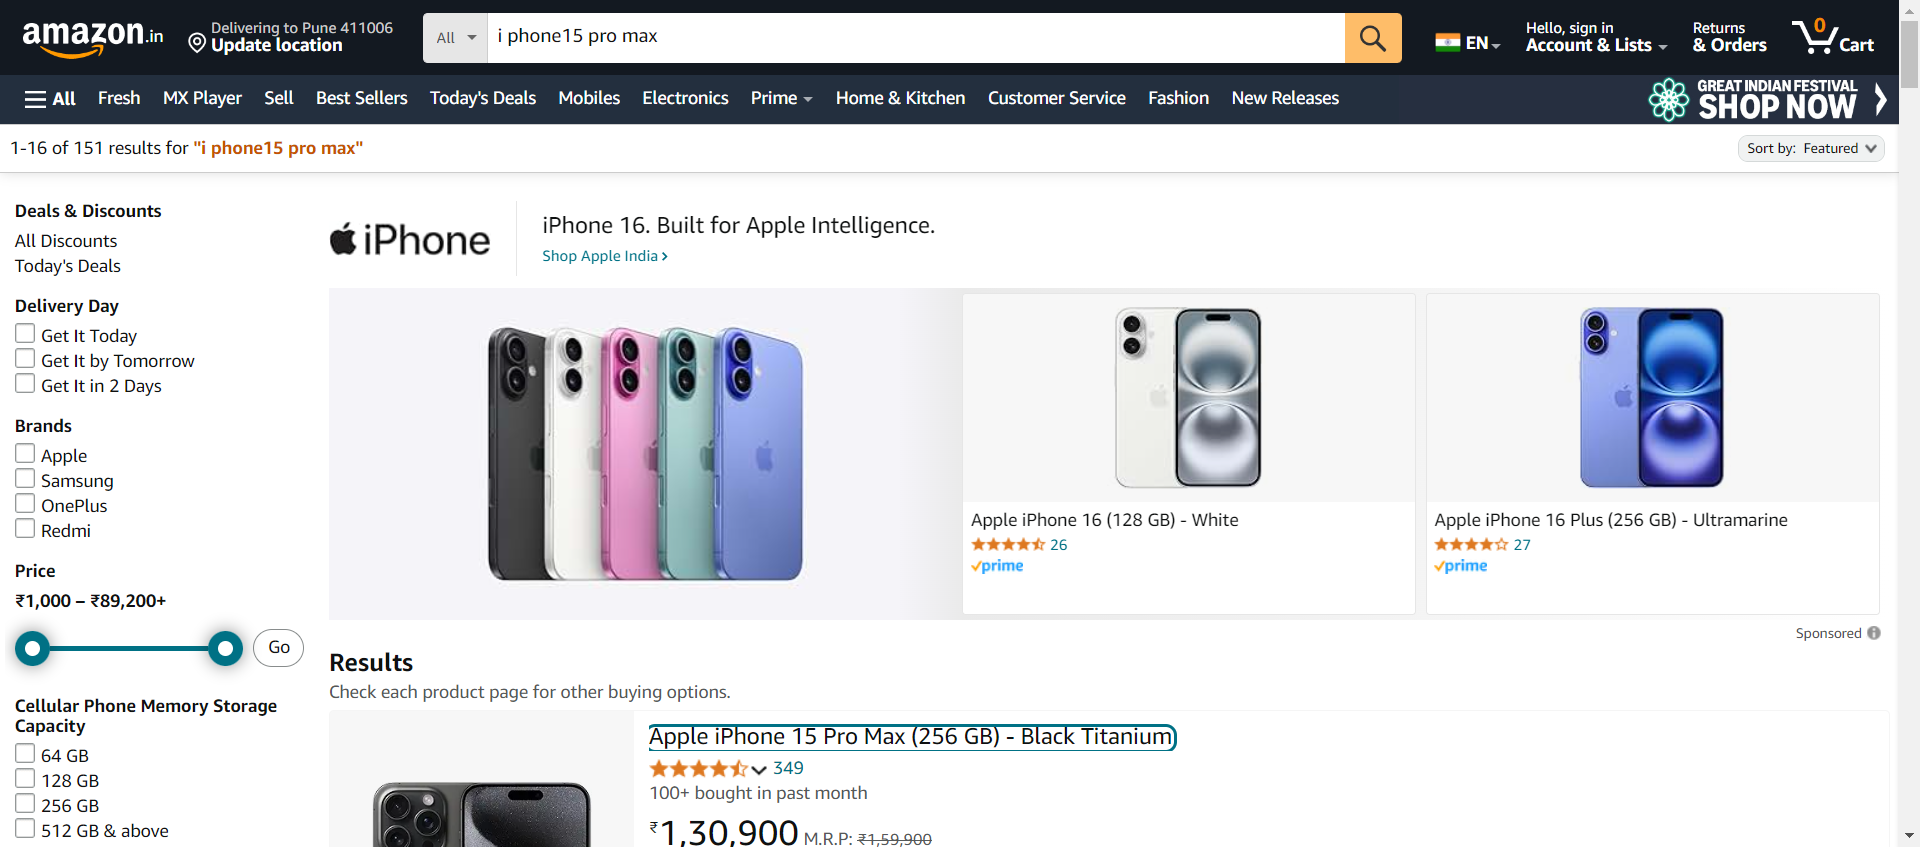 amazon.in
Delivering to Pune 411006
Update location
All
i phone15 pro max
EN
Hello, sign in
Account & Lists
Returns
& Orders
0
Cart
All
Fresh
MX Player
Sell
Best Sellers
Today's Deals
Mobiles
Electronics
Prime
Home & Kitchen
Customer Service
Fashion
New Releases
GREAT INDIAN FESTIVAL
SHOP NOW
1-16 of 151 results for "i phone15 pro max"
Sort by: Featured
Deals & Discounts
All Discounts
Today's Deals
Delivery Day
Get It Today
Get It by Tomorrow
Get It in 2 Days
Brands
Apple
Samsung
OnePlus
Redmi
Price
₹1,000 – ₹89,200+
Go
Cellular Phone Memory Storage
Capacity
64 GB
128 GB
256 GB
512 GB & above
iPhone
iPhone 16. Built for Apple Intelligence.
Shop Apple India ›
Apple iPhone 16 (128 GB) - White
26
prime
Apple iPhone 16 Plus (256 GB) - Ultramarine
27
prime
Sponsored
Results
Check each product page for other buying options.
Apple iPhone 15 Pro Max (256 GB) - Black Titanium
349
100+ bought in past month
₹1,30,900 M.R.P: ₹1,59,900